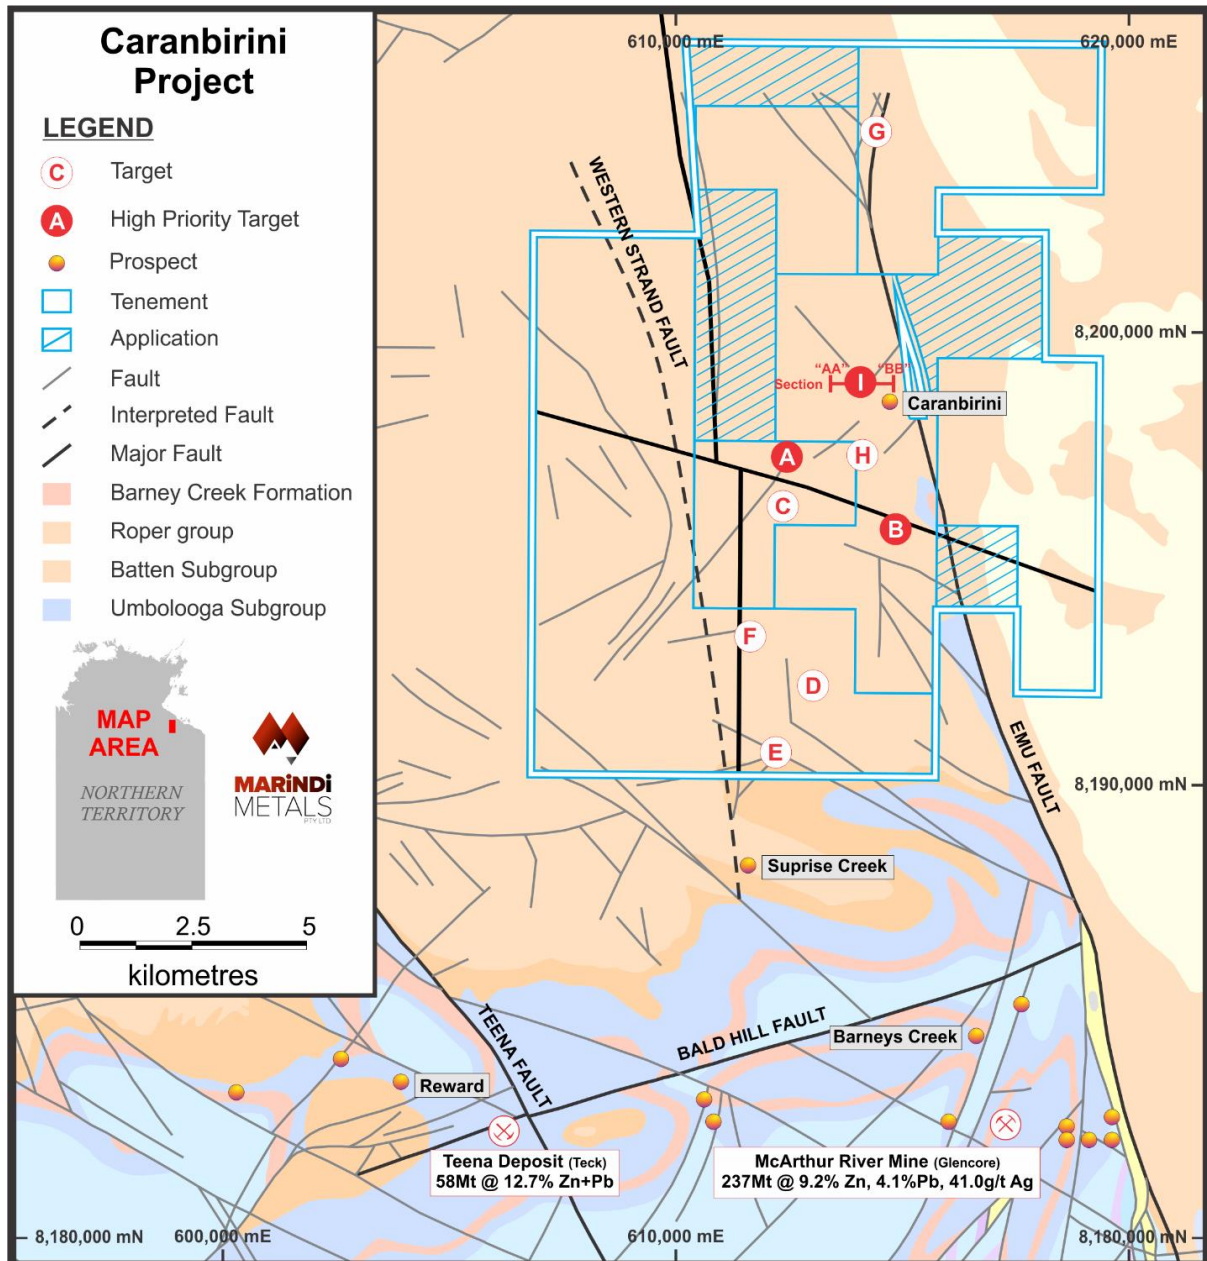 Caranbirini
Project
LEGEND
C Target
A High Priority Target
Prospect
Tenement
Application
Fault
Interpreted Fault
Major Fault
Barney Creek Formation
Roper group
Batten Subgroup
Umbolooga Subgroup
MAP
AREA
NORTHERN
TERRITORY
MARiNDi
METALS
PTY LTD
0 2.5 5
kilometres
610,000 mE
620,000 mE
G
WESTERN STRAND FAULT
8,200,000 mN
"AA" "BB"
Section
I
Caranbirini
A
H
C
B
F
D
E
EMU FAULT
8,190,000 mN
Suprise Creek
TEENA FAULT
BALD HILL FAULT
Barneys Creek
Reward
Teena Deposit (Teck)
58Mt @ 12.7% Zn+Pb
McArthur River Mine (Glencore)
237Mt @ 9.2% Zn, 4.1%Pb, 41.0g/t Ag
8,180,000 mN
600,000 mE
610,000 mE
8,180,000 mN